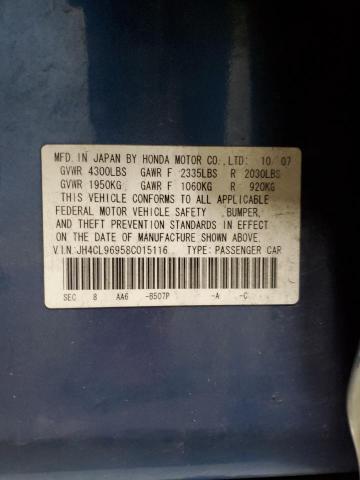 MFD. IN JAPAN BY HONDA MOTOR CO., LTD: 10 07
GVWR 4300LBS GAWR F 2335LBS R 2030LBS
GVWR 1950KG GAWR F 1060KG R 920KG
THIS VEHICLE CONFORMS TO ALL APPLICABLE
FEDERAL MOTOR VEHICLE SAFETY, BUMPER,
AND THEFT PREVENTION STANDARDS IN EFFECT
ON THE DATE OF MANUFACTURE SHOWN ABOVE.
V.I.N:JH4CL96958C015116 TYPE: PASSENGER CAR
SEC 8 AA6 -B507P -A -C